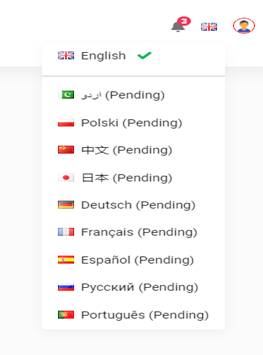 3
English
اردو (Pending)
Polski (Pending)
中文 (Pending)
日本 (Pending)
Deutsch (Pending)
Français (Pending)
Español (Pending)
Русский (Pending)
Português (Pending)